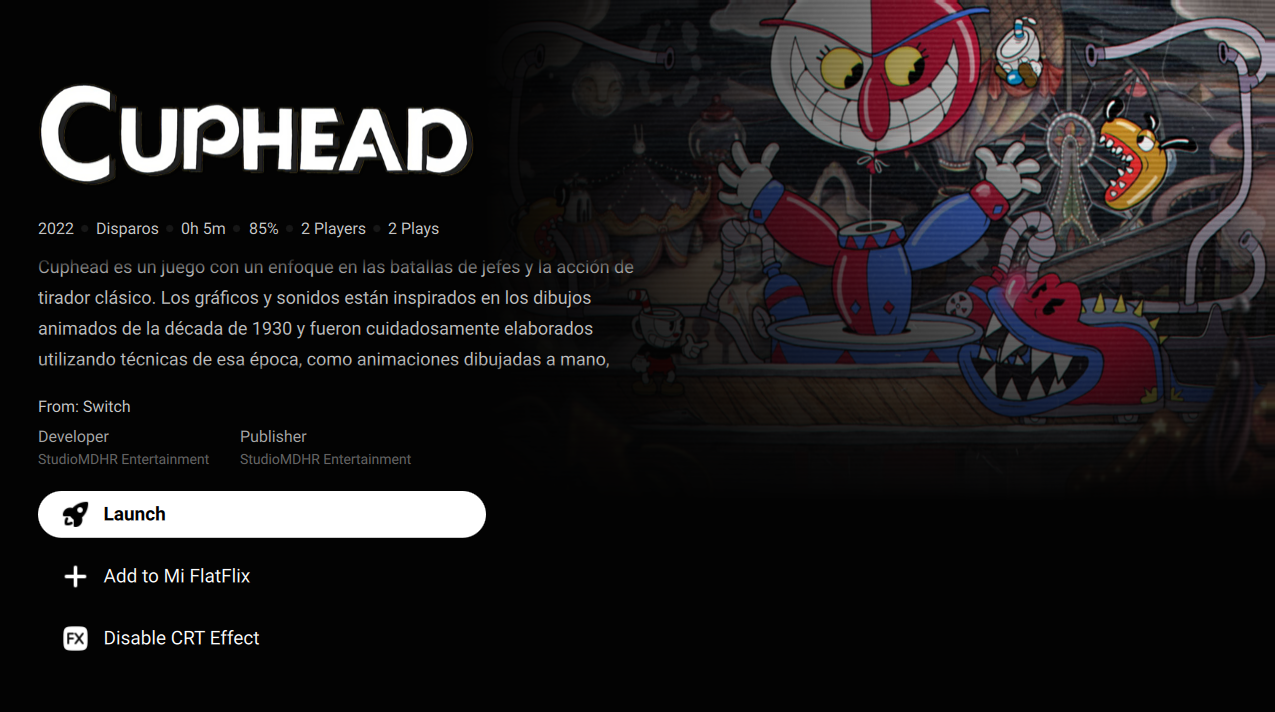 CUPHEAD
2022 • Disparos • 0h 5m • 85% • 2 Players • 2 Plays
Cuphead es un juego con un enfoque en las batallas de jefes y la acción de
tirador clásico. Los gráficos y sonidos están inspirados en los dibujos
animados de la década de 1930 y fueron cuidadosamente elaborados
utilizando técnicas de esa época, como animaciones dibujadas a mano,
From: Switch
Developer Publisher
StudioMDHR Entertainment StudioMDHR Entertainment
Launch
Add to Mi FlatFlix
FX Disable CRT Effect